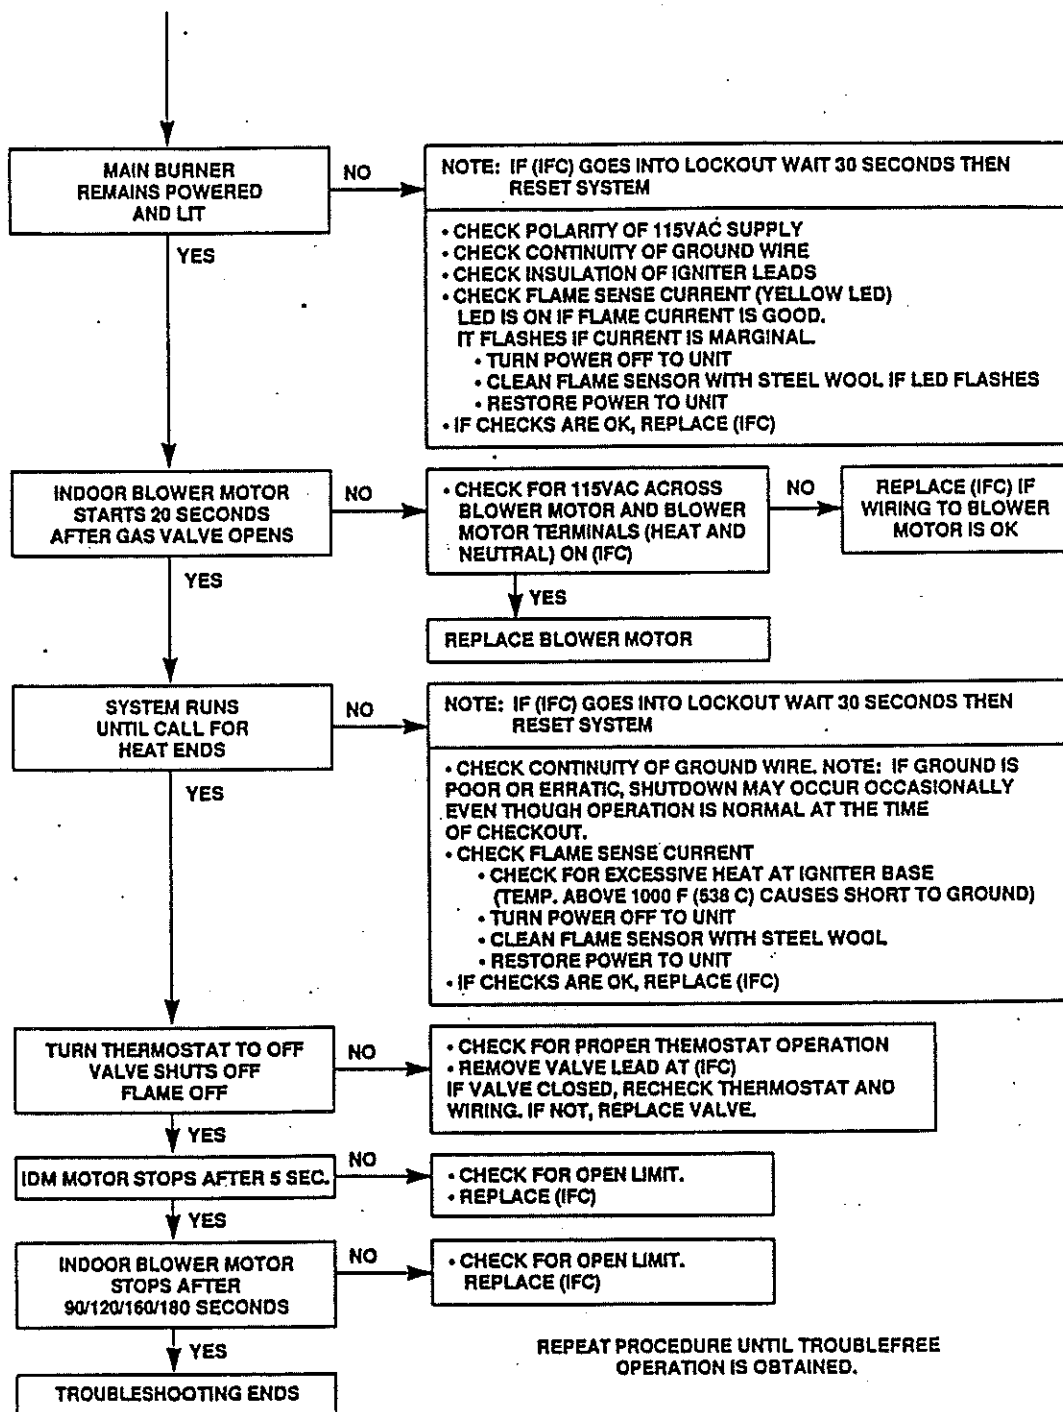 MAIN BURNER
REMAINS POWERED
AND LIT
NO
NOTE: IF (IFC) GOES INTO LOCKOUT WAIT 30 SECONDS THEN
RESET SYSTEM
• CHECK POLARITY OF 115VAC SUPPLY
• CHECK CONTINUITY OF GROUND WIRE
• CHECK INSULATION OF IGNITER LEADS
• CHECK FLAME SENSE CURRENT (YELLOW LED)
LED IS ON IF FLAME CURRENT IS GOOD.
IT FLASHES IF CURRENT IS MARGINAL.
• TURN POWER OFF TO UNIT
• CLEAN FLAME SENSOR WITH STEEL WOOL IF LED FLASHES
• RESTORE POWER TO UNIT
• IF CHECKS ARE OK, REPLACE (IFC)
YES
INDOOR BLOWER MOTOR
STARTS 20 SECONDS
AFTER GAS VALVE OPENS
NO
• CHECK FOR 115VAC ACROSS
BLOWER MOTOR AND BLOWER
MOTOR TERMINALS (HEAT AND
NEUTRAL) ON (IFC)
NO
REPLACE (IFC) IF
WIRING TO BLOWER
MOTOR IS OK
YES
REPLACE BLOWER MOTOR
YES
SYSTEM RUNS
UNTIL CALL FOR
HEAT ENDS
NO
NOTE: IF (IFC) GOES INTO LOCKOUT WAIT 30 SECONDS THEN
RESET SYSTEM
• CHECK CONTINUITY OF GROUND WIRE. NOTE: IF GROUND IS
POOR OR ERRATIC, SHUTDOWN MAY OCCUR OCCASIONALLY
EVEN THOUGH OPERATION IS NORMAL AT THE TIME
OF CHECKOUT.
• CHECK FLAME SENSE CURRENT
• CHECK FOR EXCESSIVE HEAT AT IGNITER BASE
(TEMP. ABOVE 1000 F (538 C) CAUSES SHORT TO GROUND)
• TURN POWER OFF TO UNIT
• CLEAN FLAME SENSOR WITH STEEL WOOL
• RESTORE POWER TO UNIT
• IF CHECKS ARE OK, REPLACE (IFC)
YES
TURN THERMOSTAT TO OFF
VALVE SHUTS OFF
FLAME OFF
NO
• CHECK FOR PROPER THEMOSTAT OPERATION
• REMOVE VALVE LEAD AT (IFC)
IF VALVE CLOSED, RECHECK THERMOSTAT AND
WIRING. IF NOT, REPLACE VALVE.
YES
IDM MOTOR STOPS AFTER 5 SEC.
NO
• CHECK FOR OPEN LIMIT.
• REPLACE (IFC)
YES
INDOOR BLOWER MOTOR
STOPS AFTER
90/120/160/180 SECONDS
NO
• CHECK FOR OPEN LIMIT.
REPLACE (IFC)
YES
TROUBLESHOOTING ENDS
REPEAT PROCEDURE UNTIL TROUBLEFREE
OPERATION IS OBTAINED.